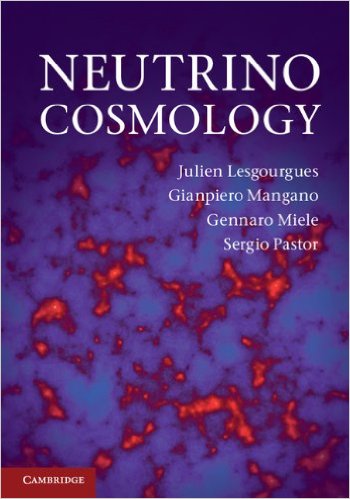 NEUTRINO
COSMOLOGY
Julien Lesgourgues
Gianpiero Mangano
Gennaro Miele
Sergio Pastor
CAMBRIDGE